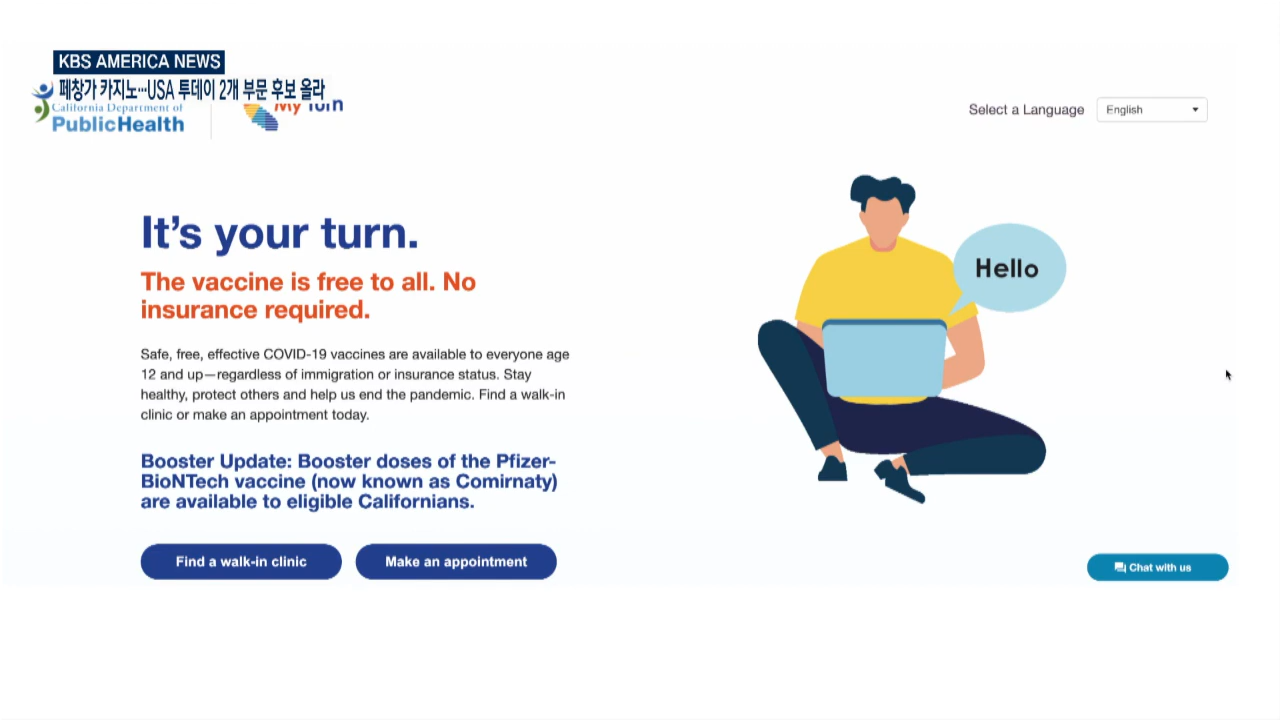 KBS AMERICA NEWS
페창가 카지노···USA 투데이 2개 부문 후보 올라
California Department of
PublicHealth
My Turn
Select a Language
English
It's your turn.
The vaccine is free to all. No
insurance required.
Safe, free, effective COVID-19 vaccines are available to everyone age
12 and up—regardless of immigration or insurance status. Stay
healthy, protect others and help us end the pandemic. Find a walk-in
clinic or make an appointment today.
Booster Update: Booster doses of the Pfizer-
BioNTech vaccine (now known as Comirnaty)
are available to eligible Californians.
Find a walk-in clinic
Make an appointment
Hello
Chat with us